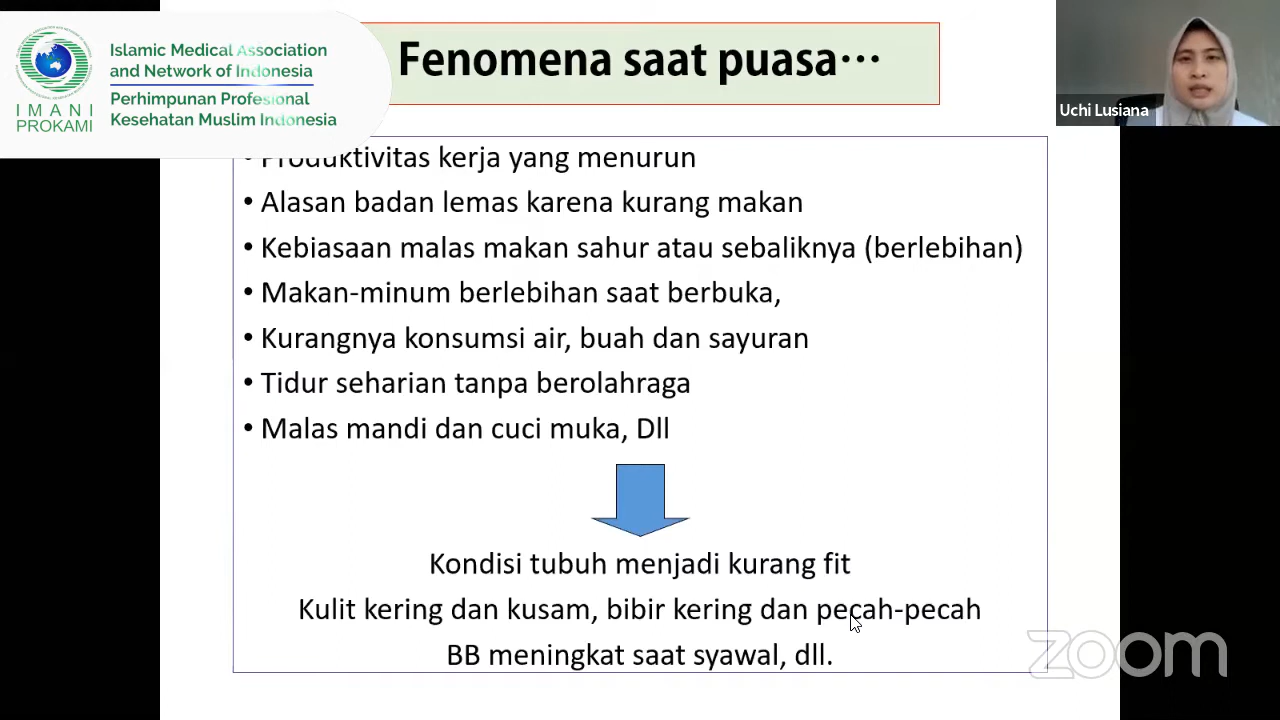 Islamic Medical Association
and Network of Indonesia
Perhimpunan Profesional
Kesehatan Muslim Indonesia
IMANI
PROKAMI
Fenomena saat puasa…
Uchi Lusiana
• Produktivitas kerja yang menurun
• Alasan badan lemas karena kurang makan
• Kebiasaan malas makan sahur atau sebaliknya (berlebihan)
• Makan-minum berlebihan saat berbuka,
• Kurangnya konsumsi air, buah dan sayuran
• Tidur seharian tanpa berolahraga
• Malas mandi dan cuci muka, Dll
Kondisi tubuh menjadi kurang fit
Kulit kering dan kusam, bibir kering dan pecah-pecah
BB meningkat saat syawal, dll.
zoom